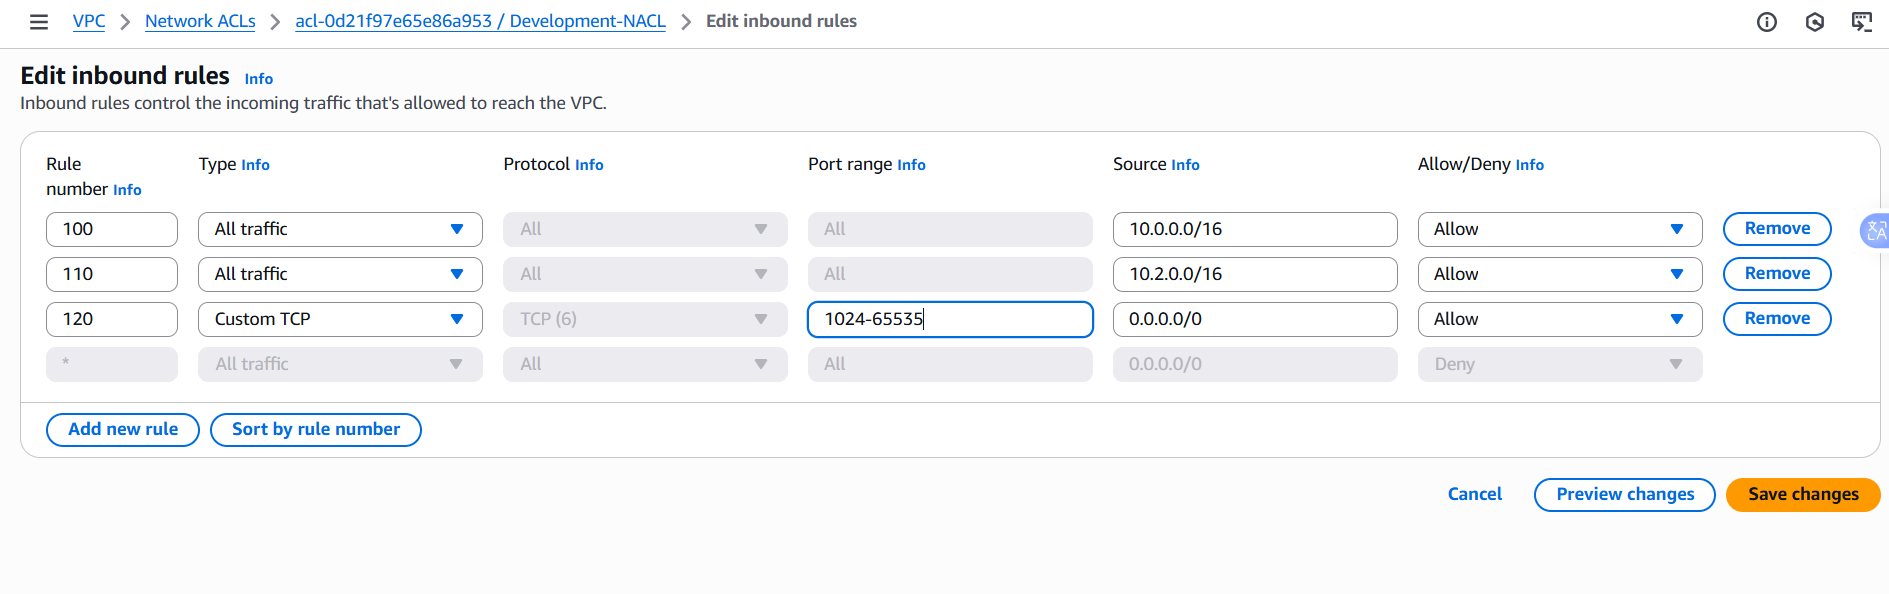 VPC > Network ACLs > acl-0d21f97e65e86a953 / Development-NACL > Edit inbound rules
Edit inbound rules Info
Inbound rules control the incoming traffic that's allowed to reach the VPC.
Rule number Info Type Info Protocol Info Port range Info Source Info Allow/Deny Info
100 All traffic All All 10.0.0.0/16 Allow Remove
110 All traffic All All 10.2.0.0/16 Allow Remove
120 Custom TCP TCP (6) 1024-65535 0.0.0.0/0 Allow Remove
* All traffic All All 0.0.0.0/0 Deny
Add new rule Sort by rule number
Cancel Preview changes Save changes